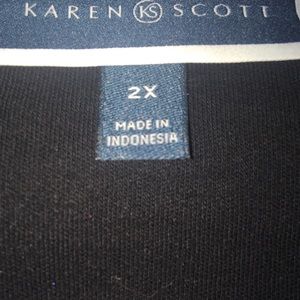 KAREN KS SCOTT
2X
MADE IN
INDONESIA